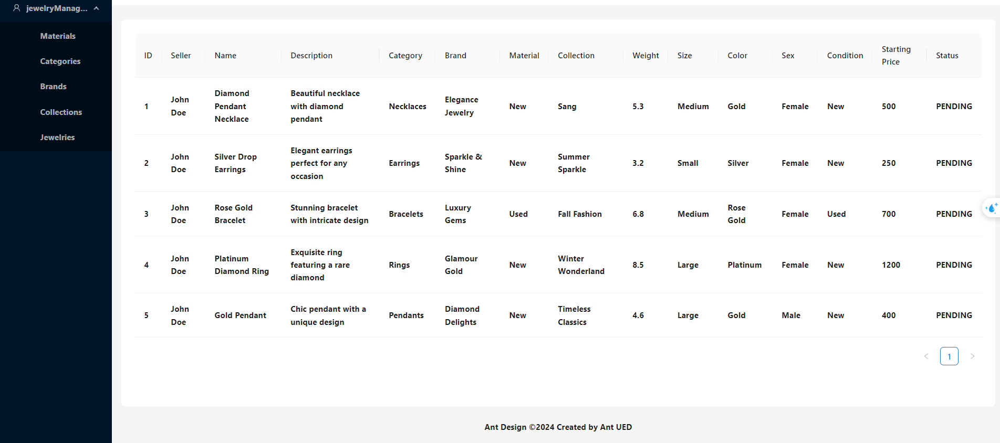 jewelryManag...
Materials
Categories
Brands
Collections
Jewelries
ID Seller Name Description Category Brand Material Collection Weight Size Color Sex Condition Starting Price Status
1 John Doe Diamond Pendant Necklace Beautiful necklace with diamond pendant Necklaces Elegance Jewelry New Sang 5.3 Medium Gold Female New 500 PENDING
2 John Doe Silver Drop Earrings Elegant earrings perfect for any occasion Earrings Sparkle & Shine New Summer Sparkle 3.2 Small Silver Female New 250 PENDING
3 John Doe Rose Gold Bracelet Stunning bracelet with intricate design Bracelets Luxury Gems Used Fall Fashion 6.8 Medium Rose Gold Female Used 700 PENDING
4 John Doe Platinum Diamond Ring Exquisite ring featuring a rare diamond Rings Glamour Gold New Winter Wonderland 8.5 Large Platinum Female New 1200 PENDING
5 John Doe Gold Pendant Chic pendant with a unique design Pendants Diamond Delights New Timeless Classics 4.6 Large Gold Male New 400 PENDING
1
Ant Design ©2024 Created by Ant UED